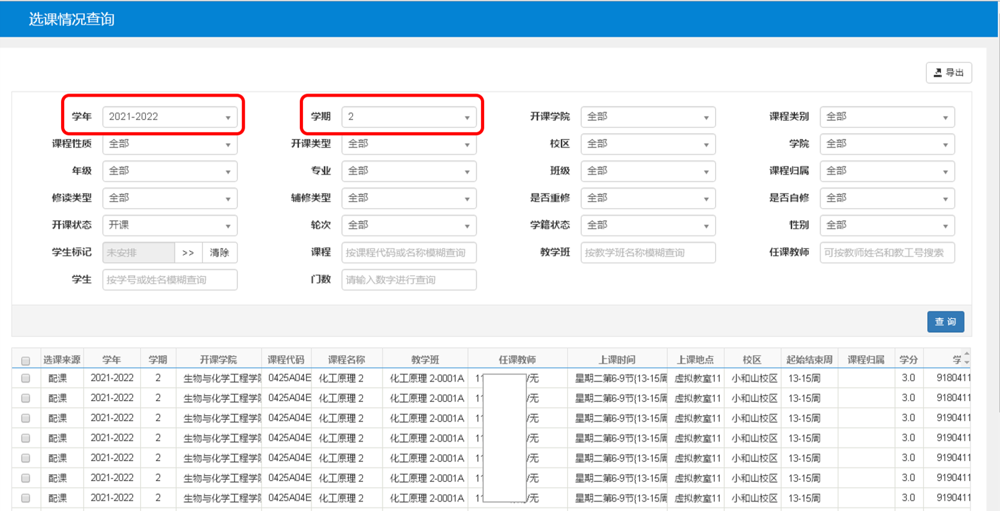 选课情况查询
导出
学年 2021-2022 学期 2 开课学院 全部 课程类别 全部
课程性质 全部 开课类型 全部 校区 全部 学院 全部
年级 全部 专业 全部 班级 全部 课程归属 全部
修读类型 全部 辅修类型 全部 是否重修 全部 是否自修 全部
开课状态 开课 轮次 全部 学籍状态 全部 性别 全部
学生标记 未安排 >> 清除 课程 按课程代码或名称模糊查询 教学班 按教学班名称模糊查询 任课教师 可按教师姓名和教工号搜索
学生 按学号或姓名模糊查询 门数 请输入数字进行查询
查 询
选课来源 学年 学期 开课学院 课程代码 课程名称 教学班 任课教师 上课时间 上课地点 校区 起始结束周 课程归属 学分 学
配课 2021-2022 2 生物与化学工程学 0425A04E 化工原理 2 化工原理 2-0001A 11 /无 星期二第6-9节{13-15周 虚拟教室11 小和山校区 13-15周 3.0 9180411
配课 2021-2022 2 生物与化学工程学 0425A04E 化工原理 2 化工原理 2-0001A 11 /无 星期二第6-9节{13-15周 虚拟教室11 小和山校区 13-15周 3.0 9180411
配课 2021-2022 2 生物与化学工程学 0425A04E 化工原理 2 化工原理 2-0001A 11 /无 星期二第6-9节{13-15周 虚拟教室11 小和山校区 13-15周 3.0 9190411
配课 2021-2022 2 生物与化学工程学 0425A04E 化工原理 2 化工原理 2-0001A 11 /无 星期二第6-9节{13-15周 虚拟教室11 小和山校区 13-15周 3.0 9190411
配课 2021-2022 2 生物与化学工程学 0425A04E 化工原理 2 化工原理 2-0001A 11 /无 星期二第6-9节{13-15周 虚拟教室11 小和山校区 13-15周 3.0 9190411
配课 2021-2022 2 生物与化学工程学 0425A04E 化工原理 2 化工原理 2-0001A 11 /无 星期二第6-9节{13-15周 虚拟教室11 小和山校区 13-15周 3.0 9190411
配课 2021-2022 2 生物与化学工程学 0425A04E 化工原理 2 化工原理 2-0001A 11 /无 星期二第6-9节{13-15周 虚拟教室11 小和山校区 13-15周 3.0 9190411